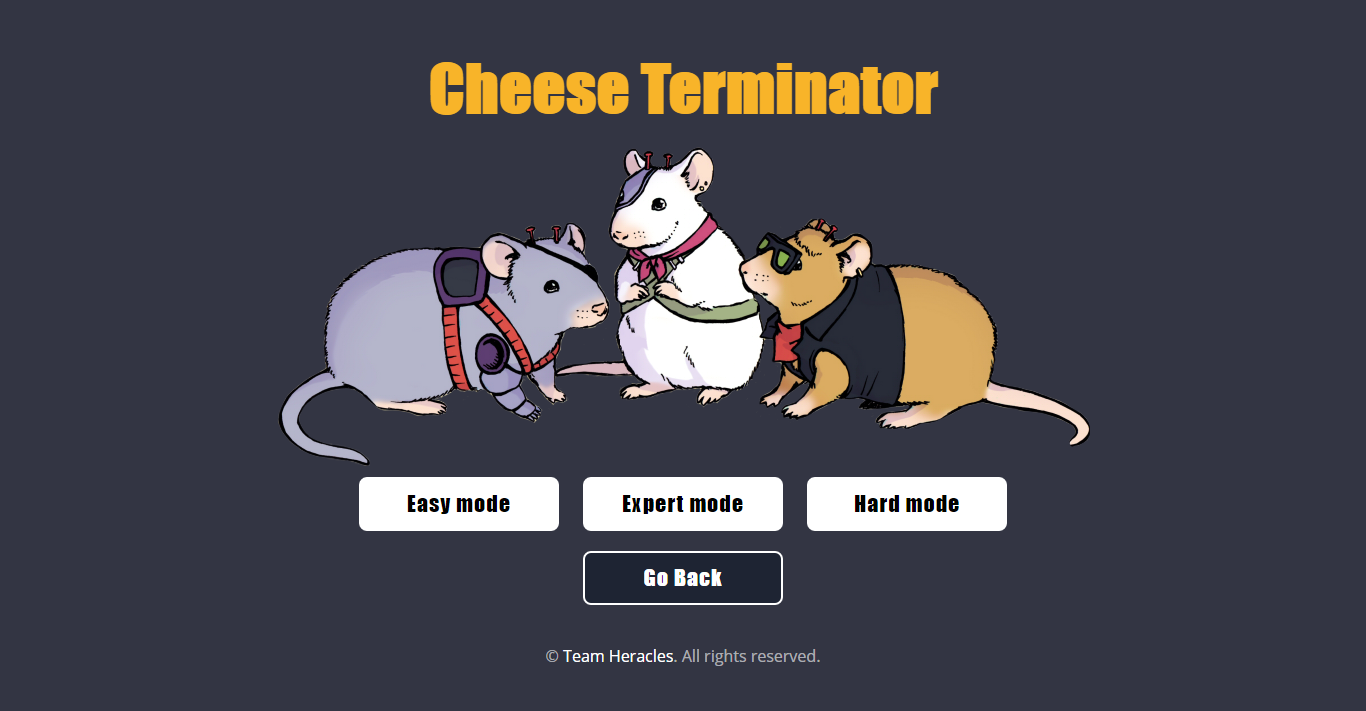 Cheese Terminator
Easy mode
Expert mode
Hard mode
Go Back
© Team Heracles. All rights reserved.